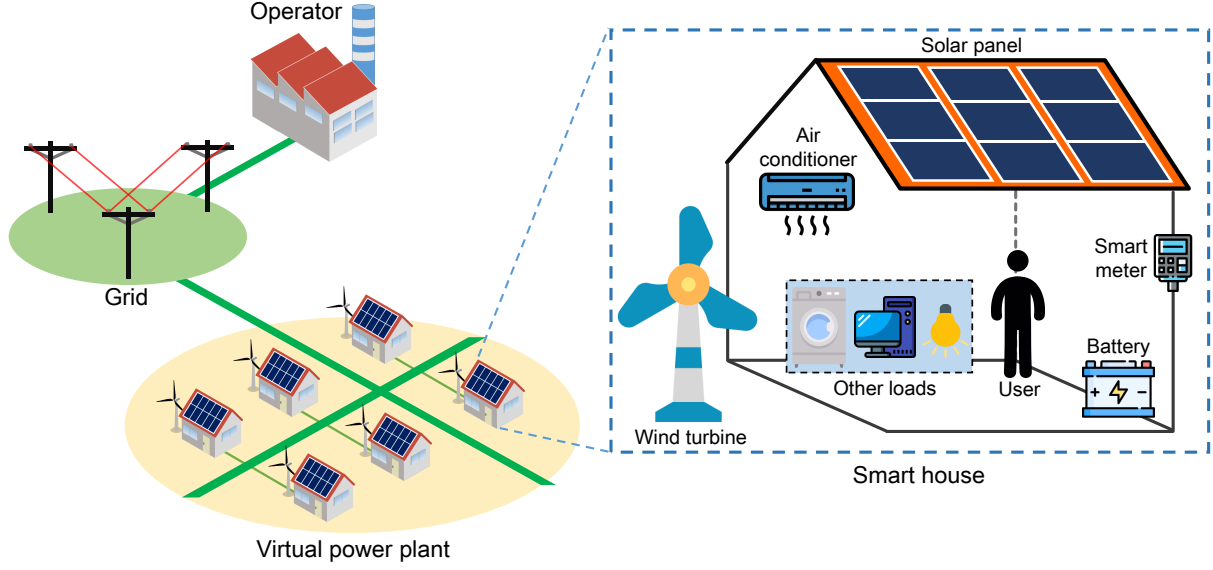 Operator
Grid
Virtual power plant
Solar panel
Air
conditioner
Smart
meter
Other loads
User
Battery
Wind turbine
Smart house